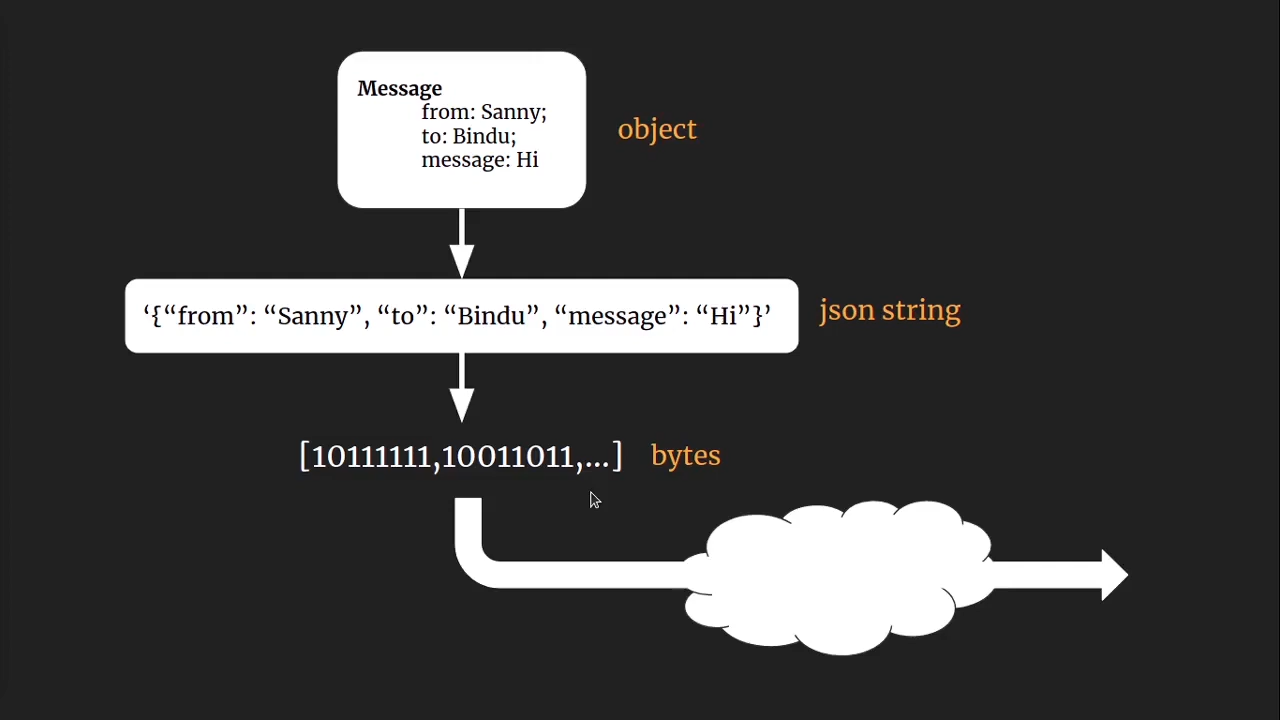 Message
from: Sanny;
to: Bindu;
message: Hi
object
‘{“from”: “Sanny”, “to”: “Bindu”, “message”: “Hi”}’
json string
[10111111,10011011,...]
bytes